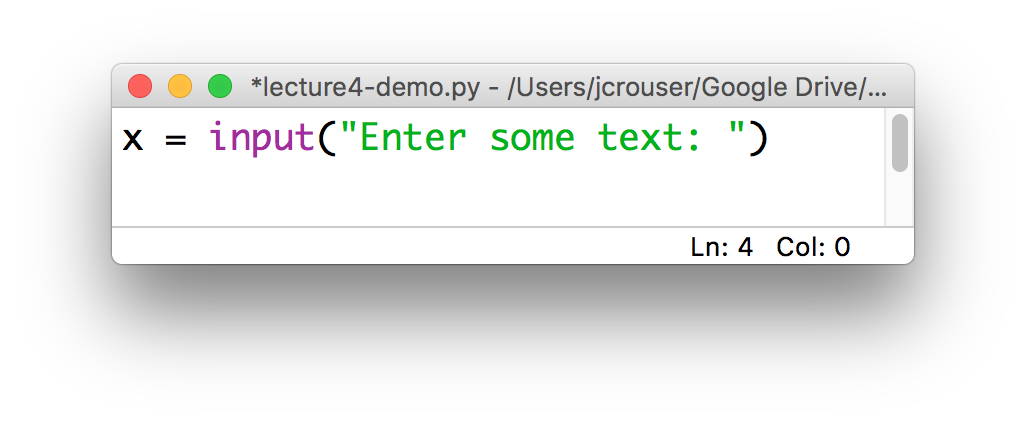 *lecture4-demo.py - /Users/jcrouser/Google Drive/...
x = input("Enter some text: ")
Ln: 4 Col: 0